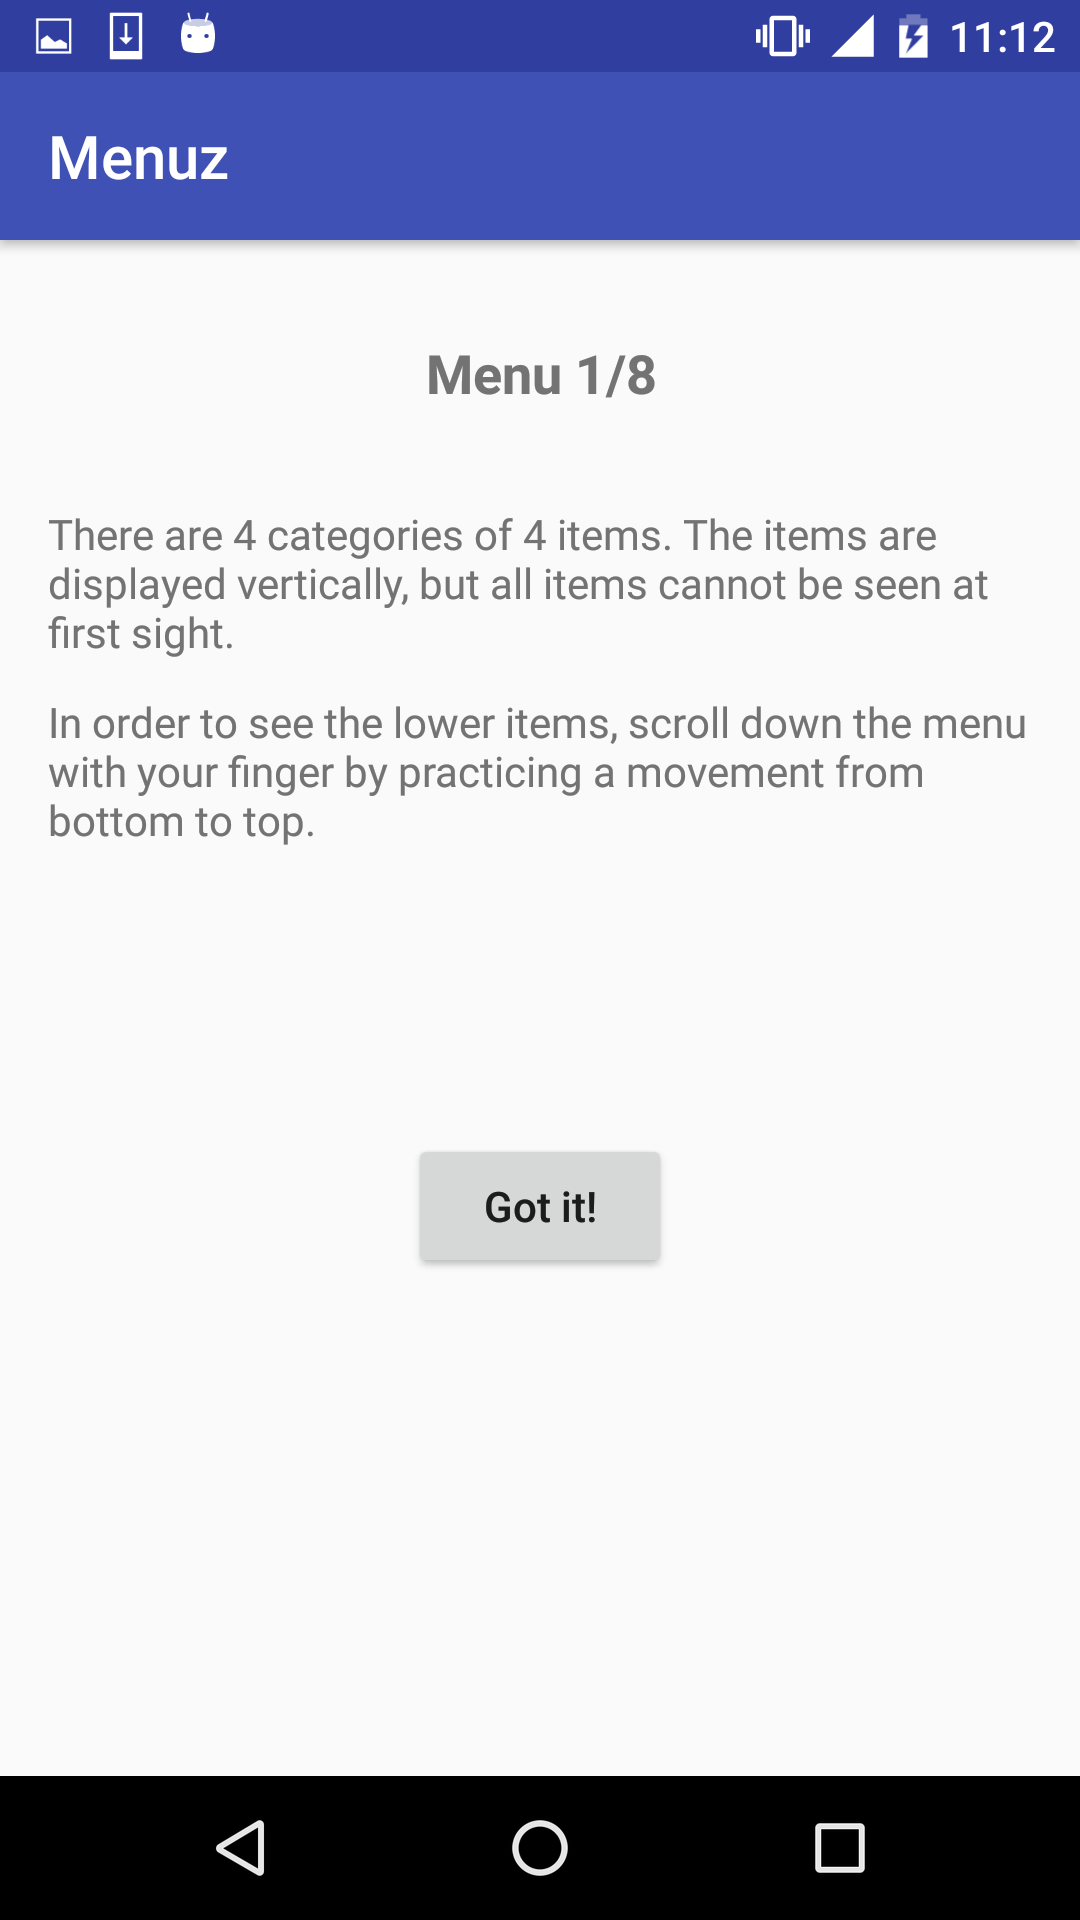 11:12
Menuz
Menu 1/8
There are 4 categories of 4 items. The items are
displayed vertically, but all items cannot be seen at
first sight.
In order to see the lower items, scroll down the menu
with your finger by practicing a movement from
bottom to top.
Got it!